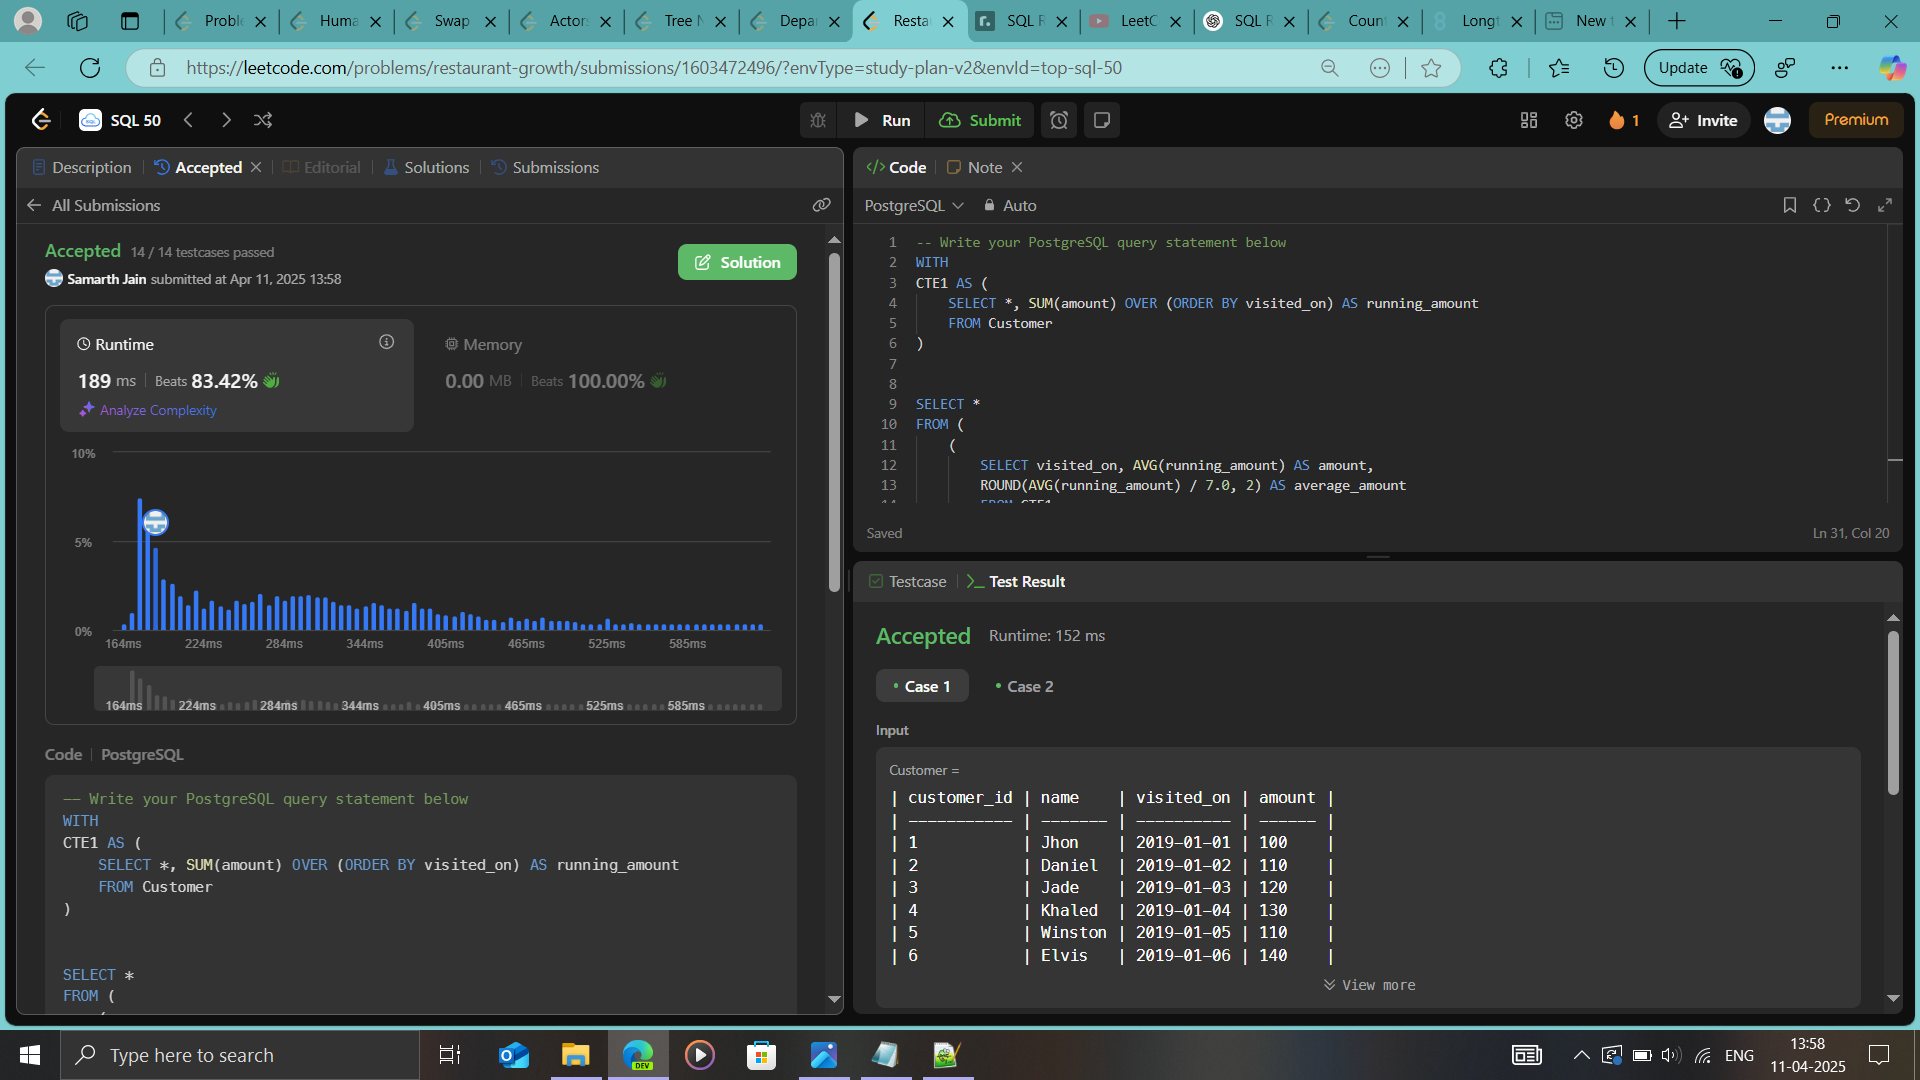 Proble
Huma
Swap
Actors
Tree N
Depar
Restau
SQL R
LeetC
SQL R
Count
Longt
New t
https://leetcode.com/problems/restaurant-growth/submissions/1603472496/?envType=study-plan-v2&envId=top-sql-50
Update
SQL 50
Run
Submit
1
Invite
Premium
Description
Accepted
Editorial
Solutions
Submissions
All Submissions
Accepted 14 / 14 testcases passed
Samarth Jain submitted at Apr 11, 2025 13:58
Solution
Runtime
189 ms Beats 83.42%
Analyze Complexity
Memory
0.00 MB Beats 100.00%
10%
5%
0%
164ms 224ms 284ms 344ms 405ms 465ms 525ms 585ms
164ms 224ms 284ms 344ms 405ms 465ms 525ms 585ms
Code | PostgreSQL
-- Write your PostgreSQL query statement below
WITH
CTE1 AS (
SELECT *, SUM(amount) OVER (ORDER BY visited_on) AS running_amount
FROM Customer
)
SELECT *
FROM (
Code
Note
PostgreSQL
Auto
1 -- Write your PostgreSQL query statement below
2 WITH
3 CTE1 AS (
4 SELECT *, SUM(amount) OVER (ORDER BY visited_on) AS running_amount
5 FROM Customer
6 )
7
8
9 SELECT *
10 FROM (
11 (
12 SELECT visited_on, AVG(running_amount) AS amount,
13 ROUND(AVG(running_amount) / 7.0, 2) AS average_amount
14 FROM CTE1
Saved
Ln 31, Col 20
Testcase
Test Result
Accepted Runtime: 152 ms
Case 1
Case 2
Input
Customer =
| customer_id | name | visited_on | amount |
| ----------- | ------- | ---------- | ------ |
| 1 | Jhon | 2019-01-01 | 100 |
| 2 | Daniel | 2019-01-02 | 110 |
| 3 | Jade | 2019-01-03 | 120 |
| 4 | Khaled | 2019-01-04 | 130 |
| 5 | Winston | 2019-01-05 | 110 |
| 6 | Elvis | 2019-01-06 | 140 |
View more
Type here to search
DEV
ENG
13:58
11-04-2025